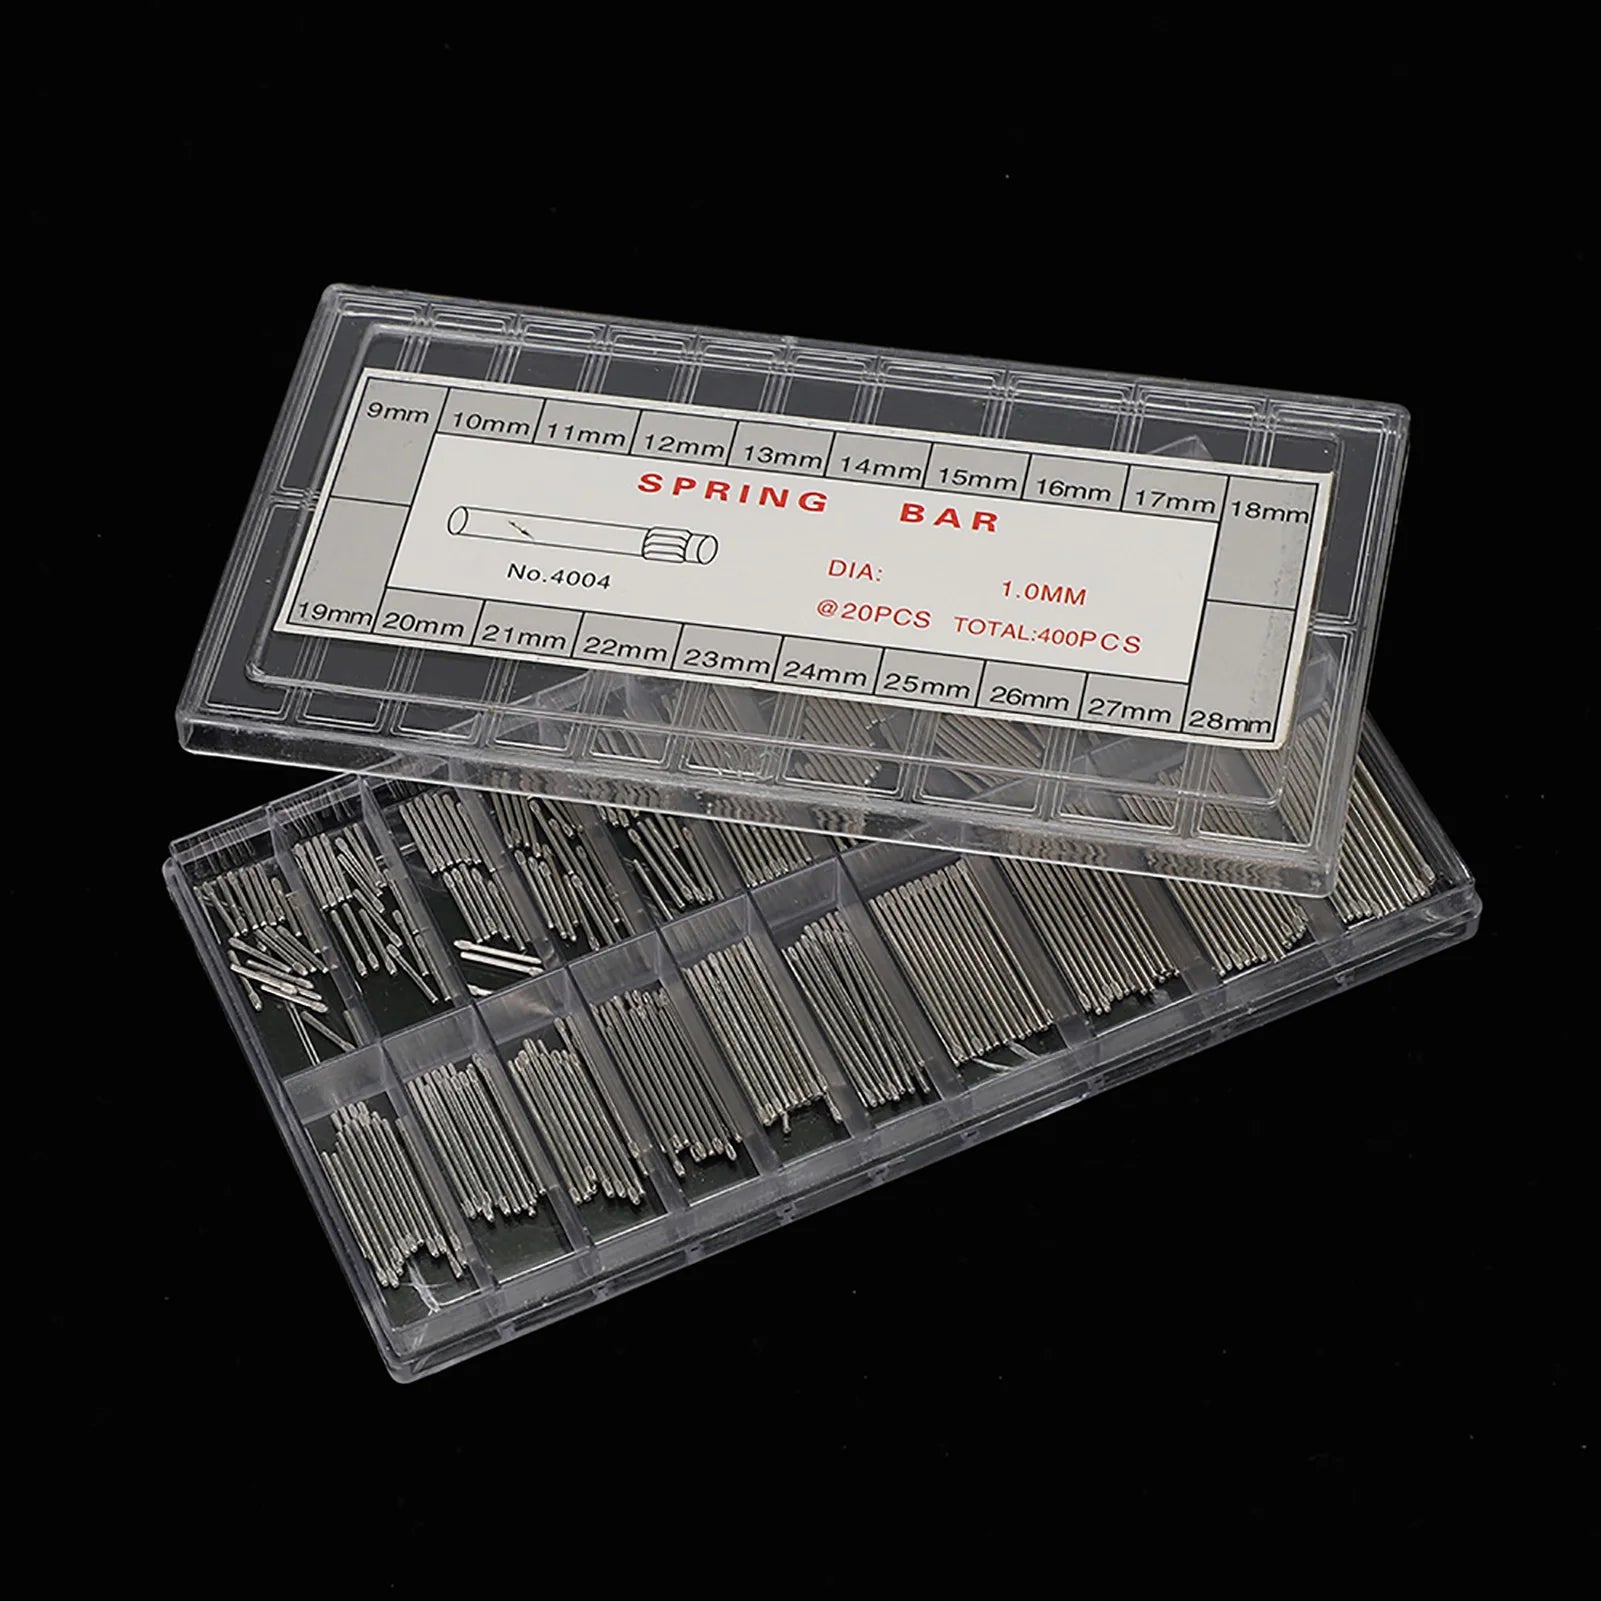 9mm 10mm 11mm 12mm 13mm 14mm 15mm 16mm 17mm 18mm
SPRING BAR
DIA: 1.0MM
No.4004
@20PCS TOTAL:400PCS
19mm 20mm 21mm 22mm 23mm 24mm 25mm 26mm 27mm 28mm